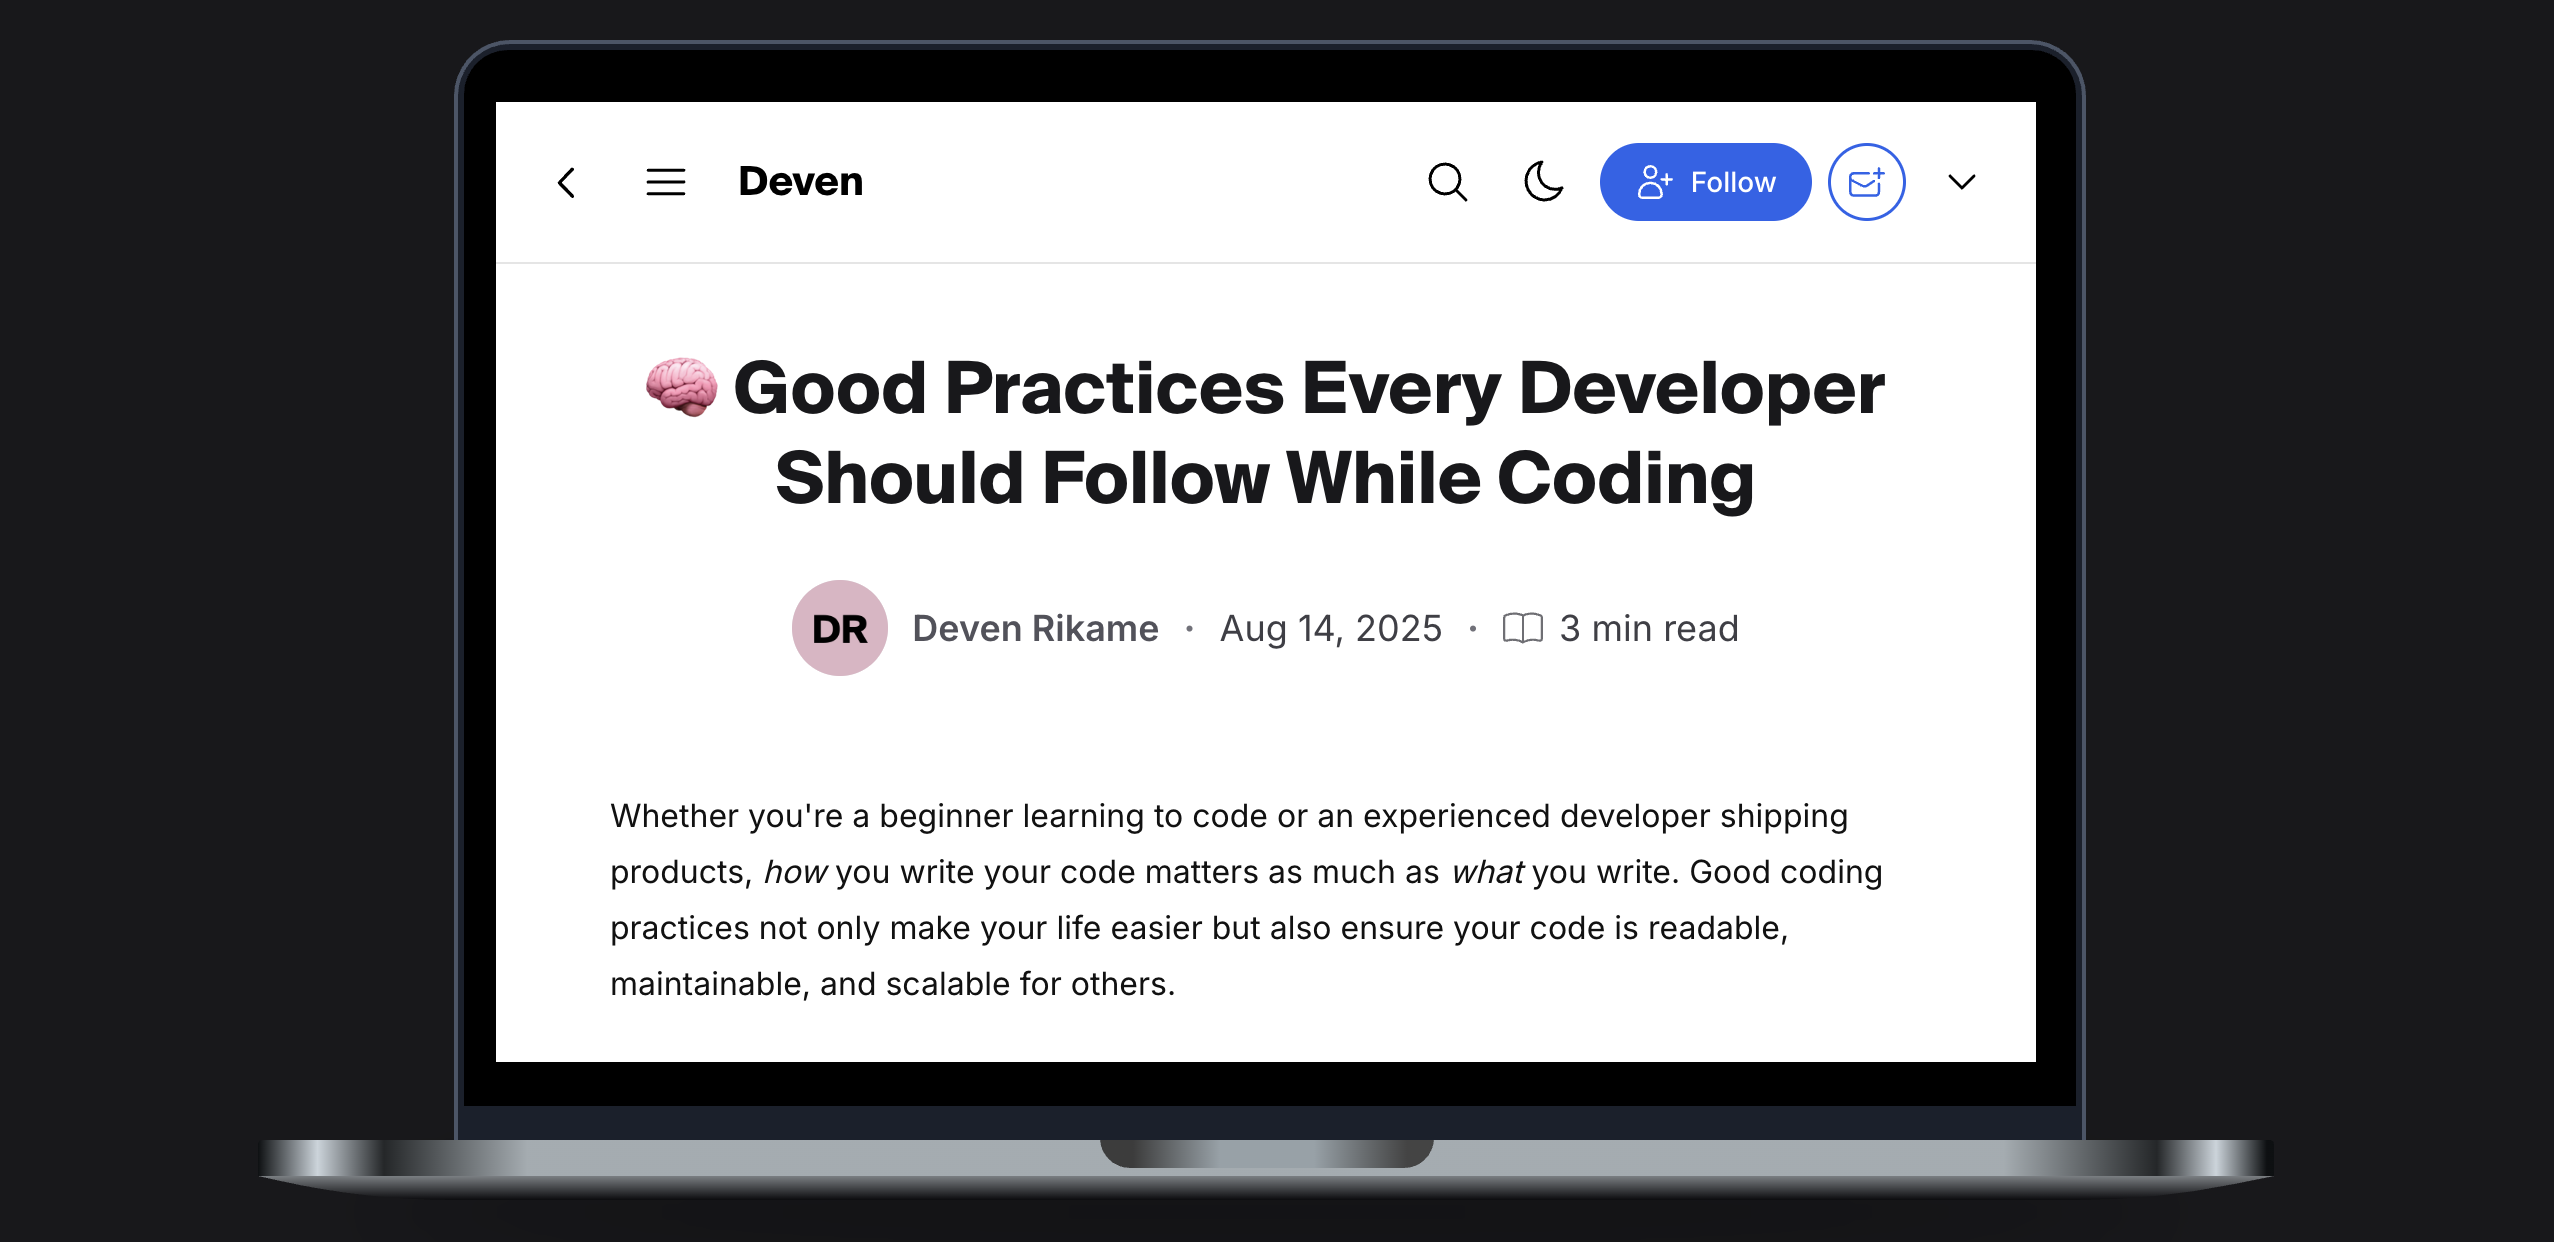 Deven
Follow
🧠 Good Practices Every Developer
Should Follow While Coding
DR Deven Rikame · Aug 14, 2025 · 3 min read
Whether you're a beginner learning to code or an experienced developer shipping
products, how you write your code matters as much as what you write. Good coding
practices not only make your life easier but also ensure your code is readable,
maintainable, and scalable for others.